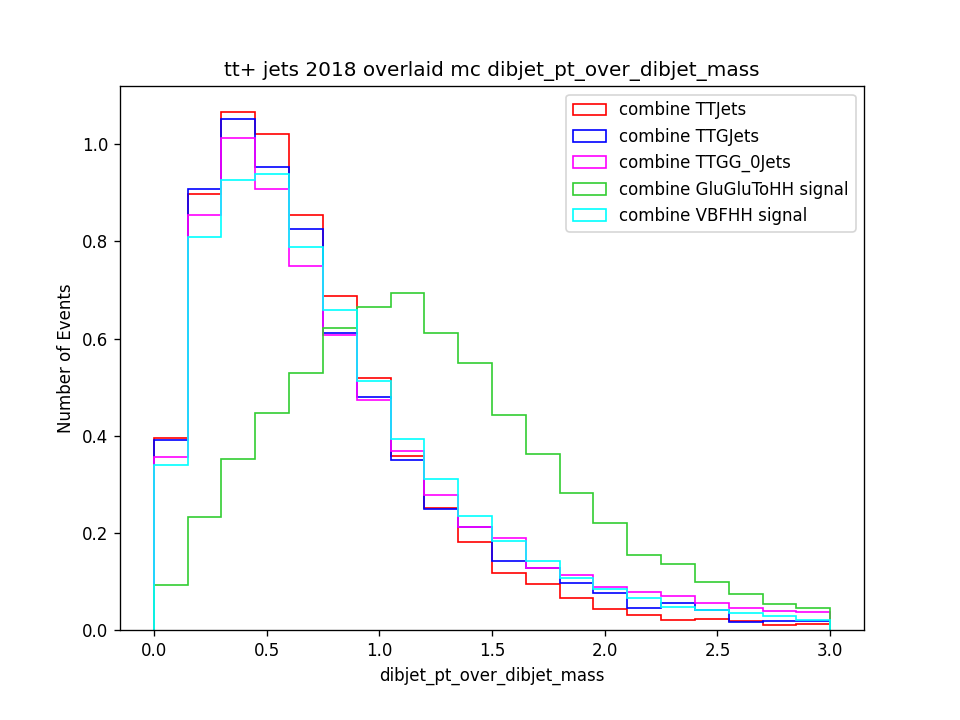 tt+ jets 2018 overlaid mc dibjet_pt_over_dibjet_mass
combine TTJets
combine TTGJets
combine TTGG_0Jets
combine GluGluToHH signal
combine VBFHH signal
Number of Events
1.0
0.8
0.6
0.4
0.2
0.0
0.0 0.5 1.0 1.5 2.0 2.5 3.0
dibjet_pt_over_dibjet_mass